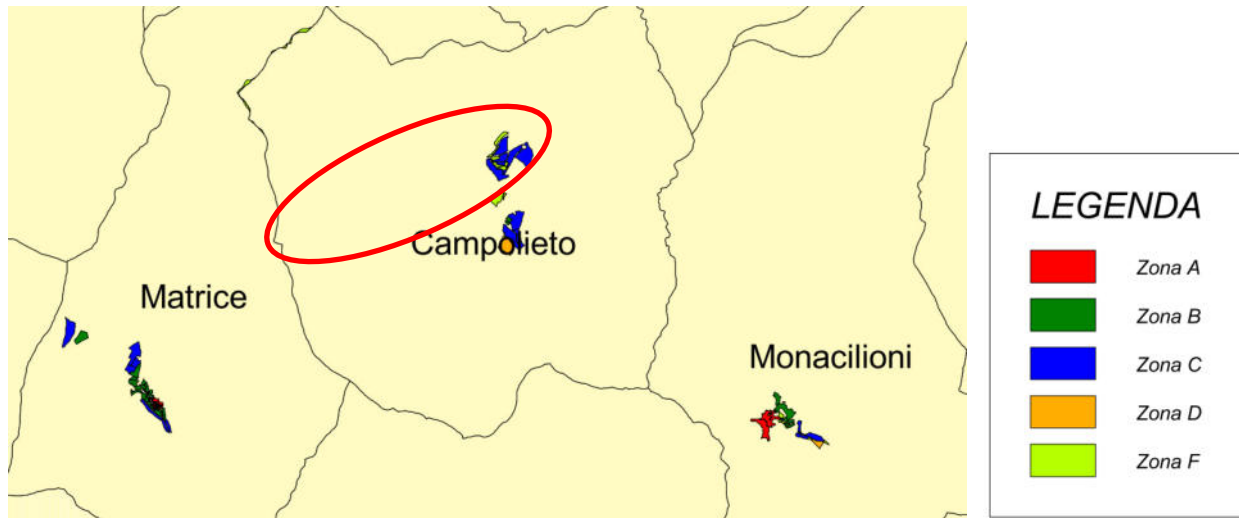 Campolieto
Matrice
Monacilioni
LEGENDA
Zona A
Zona B
Zona C
Zona D
Zona F